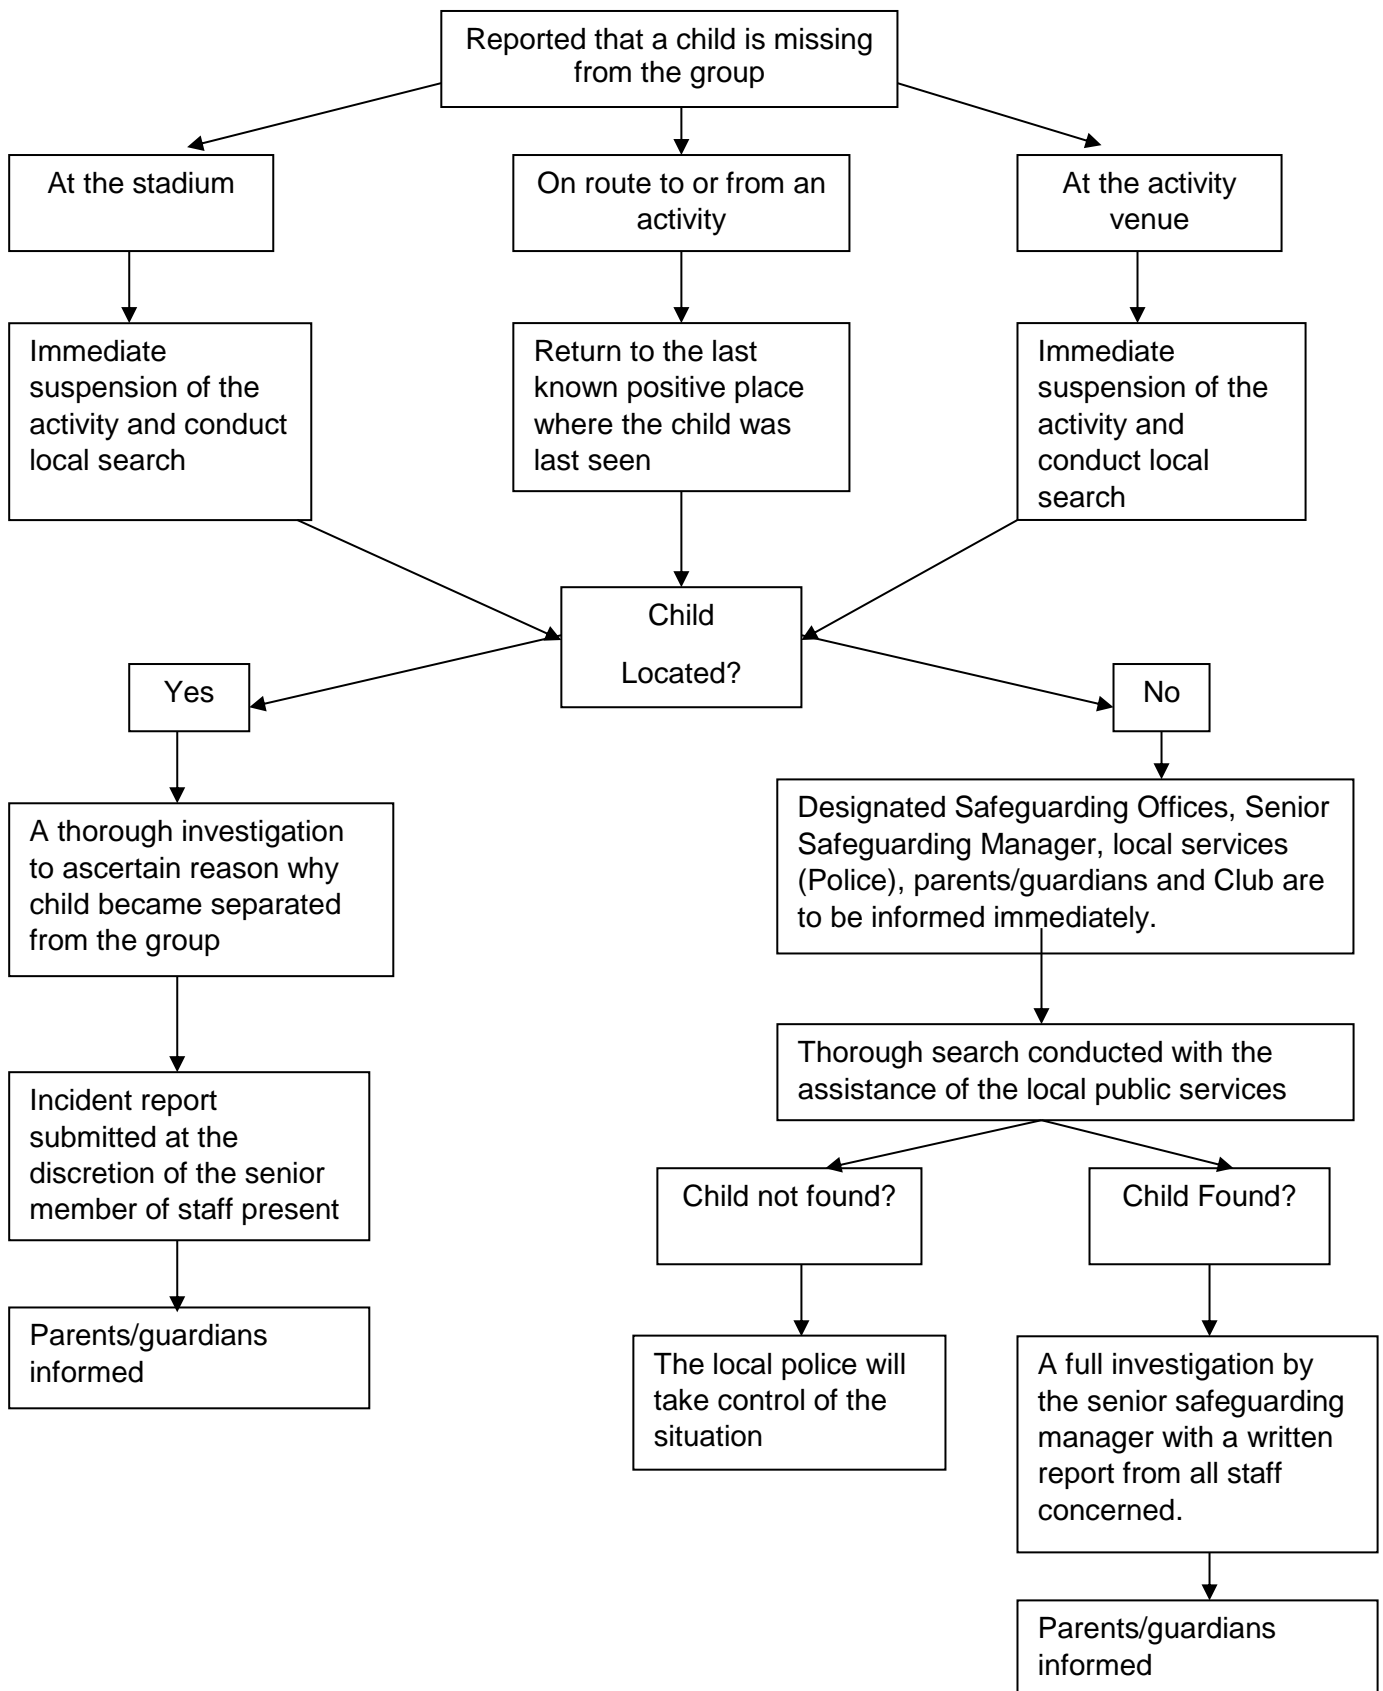 Reported that a child is missing
from the group
At the stadium
On route to or from an
activity
At the activity
venue
Immediate
suspension of the
activity and conduct
local search
Return to the last
known positive place
where the child was
last seen
Immediate
suspension of the
activity and
conduct local
search
Child
Located?
Yes
No
A thorough investigation
to ascertain reason why
child became separated
from the group
Designated Safeguarding Offices, Senior
Safeguarding Manager, local services
(Police), parents/guardians and Club are
to be informed immediately.
Thorough search conducted with the
assistance of the local public services
Incident report
submitted at the
discretion of the senior
member of staff present
Child not found?
Child Found?
Parents/guardians
informed
The local police will
take control of the
situation
A full investigation by
the senior safeguarding
manager with a written
report from all staff
concerned.
Parents/guardians
informed